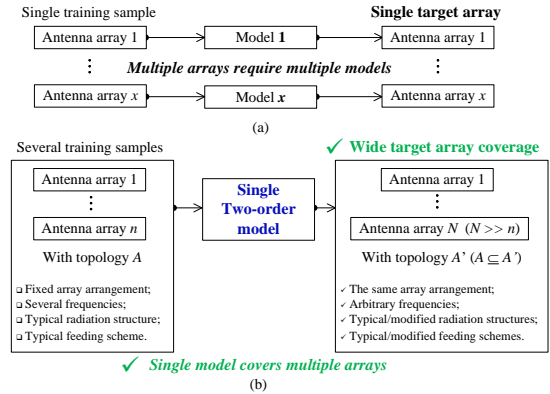 Single training sample
Single target array
Antenna array 1
Model 1
Antenna array 1
⋮
Multiple arrays require multiple models
⋮
Antenna array x
Model x
Antenna array x
(a)
Several training samples
✓ Wide target array coverage
Antenna array 1
⋮
Antenna array n
With topology A
❑ Fixed array arrangement;
❑ Several frequencies;
❑ Typical radiation structure;
❑ Typical feeding scheme.
Single
Two-order
model
Antenna array 1
⋮
Antenna array N (N >> n)
With topology A' (A ⊆ A')
✓ The same array arrangement;
✓ Arbitrary frequencies;
✓ Typical/modified radiation structures;
✓ Typical/modified feeding schemes.
✓ Single model covers multiple arrays
(b)